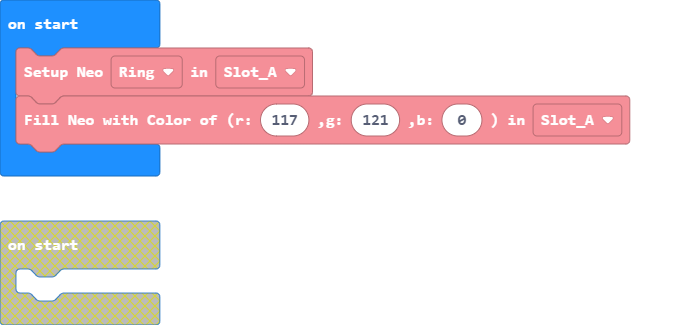 on start
Setup Neo Ring in Slot_A
Fill Neo with Color of (r: 117 ,g: 121 ,b: 0 ) in Slot_A
on start